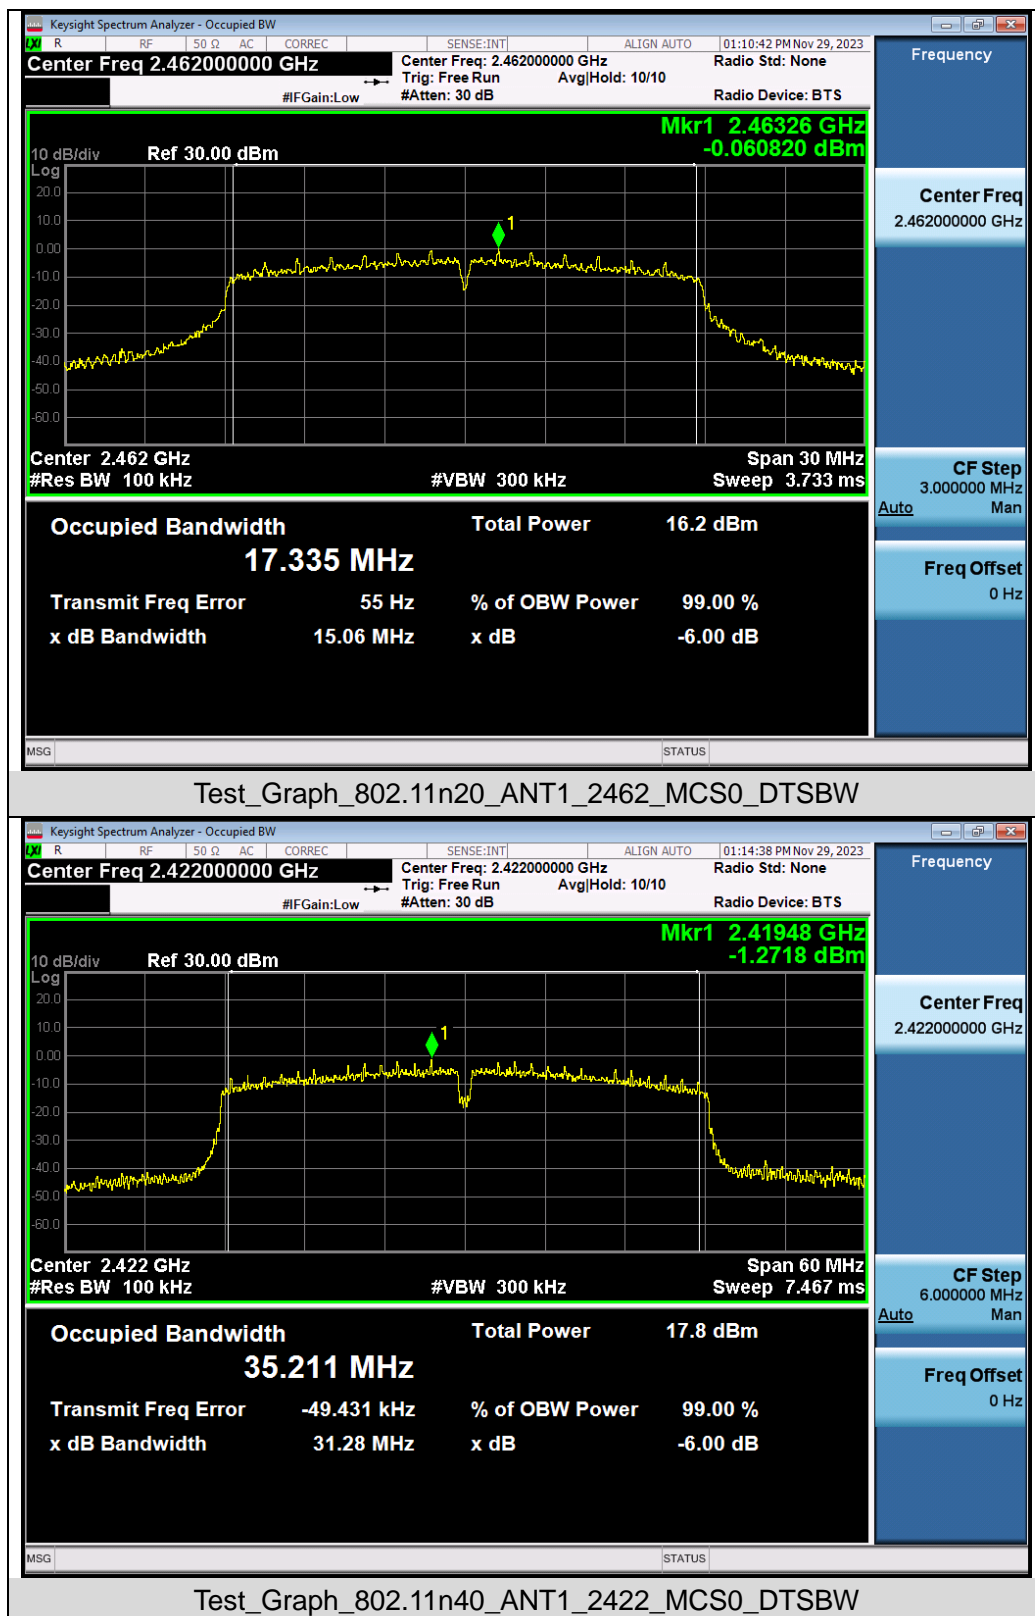 Keysight Spectrum Analyzer - Occupied BW
LXI R RF 50 Ω AC CORREC SENSE:INT ALIGN AUTO 01:10:42 PM Nov 29, 2023
Center Freq 2.462000000 GHz
Center Freq: 2.462000000 GHz Radio Std: None
Trig: Free Run Avg|Hold: 10/10
#IFGain:Low #Atten: 30 dB Radio Device: BTS
Mkr1 2.46326 GHz
-0.060820 dBm
10 dB/div Ref 30.00 dBm
Log
20.0
10.0
1
0.00
-10.0
-20.0
-30.0
-40.0
-50.0
-60.0
Center 2.462 GHz Span 30 MHz
#Res BW 100 kHz #VBW 300 kHz Sweep 3.733 ms
Occupied Bandwidth Total Power 16.2 dBm
17.335 MHz
Transmit Freq Error 55 Hz % of OBW Power 99.00 %
x dB Bandwidth 15.06 MHz x dB -6.00 dB
MSG STATUS
Frequency
Center Freq
2.462000000 GHz
CF Step
3.000000 MHz
Auto Man
Freq Offset
0 Hz
Test_Graph_802.11n20_ANT1_2462_MCS0_DTSBW
Keysight Spectrum Analyzer - Occupied BW
LXI R RF 50 Ω AC CORREC SENSE:INT ALIGN AUTO 01:14:38 PM Nov 29, 2023
Center Freq 2.422000000 GHz
Center Freq: 2.422000000 GHz Radio Std: None
Trig: Free Run Avg|Hold: 10/10
#IFGain:Low #Atten: 30 dB Radio Device: BTS
Mkr1 2.41948 GHz
-1.2718 dBm
10 dB/div Ref 30.00 dBm
Log
20.0
10.0
1
0.00
-10.0
-20.0
-30.0
-40.0
-50.0
-60.0
Center 2.422 GHz Span 60 MHz
#Res BW 100 kHz #VBW 300 kHz Sweep 7.467 ms
Occupied Bandwidth Total Power 17.8 dBm
35.211 MHz
Transmit Freq Error -49.431 kHz % of OBW Power 99.00 %
x dB Bandwidth 31.28 MHz x dB -6.00 dB
MSG STATUS
Frequency
Center Freq
2.422000000 GHz
CF Step
6.000000 MHz
Auto Man
Freq Offset
0 Hz
Test_Graph_802.11n40_ANT1_2422_MCS0_DTSBW